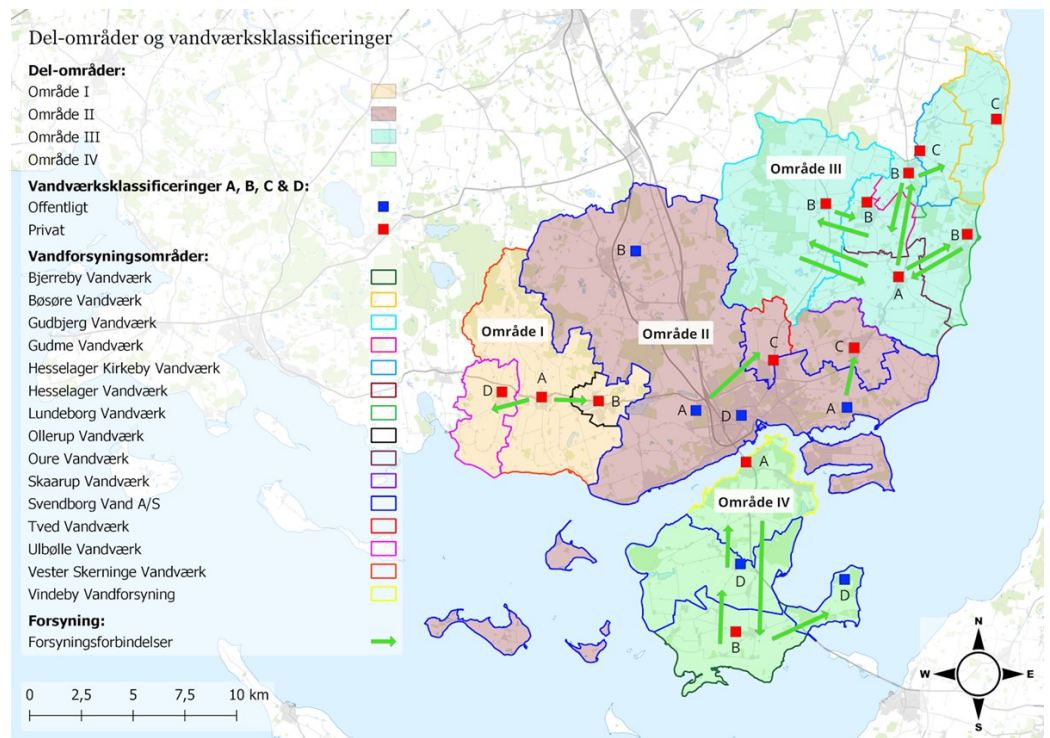 Del-områder og vandværksklassificeringer
Del-områder:
Område I
Område II
Område III
Område IV
Vandværksklassificeringer A, B, C & D:
Offentligt
Privat
Vandforsyningsområder:
Bjerreby Vandværk
Bøsøre Vandværk
Gudbjerg Vandværk
Gudme Vandværk
Hesselager Kirkeby Vandværk
Hesselager Vandværk
Lundeborg Vandværk
Ollerup Vandværk
Oure Vandværk
Skaarup Vandværk
Svendborg Vand A/S
Tved Vandværk
Ulbølle Vandværk
Vester Skerninge Vandværk
Vindeby Vandforsyning
Forsyning:
Forsyningsforbindelser
0 2,5 5 7,5 10 km
C
C
Område III
B
B
B
B
B
A
Område I
Område II
C
C
D
A
B
A
D
A
A
Område IV
D
D
B
N
W
E
S